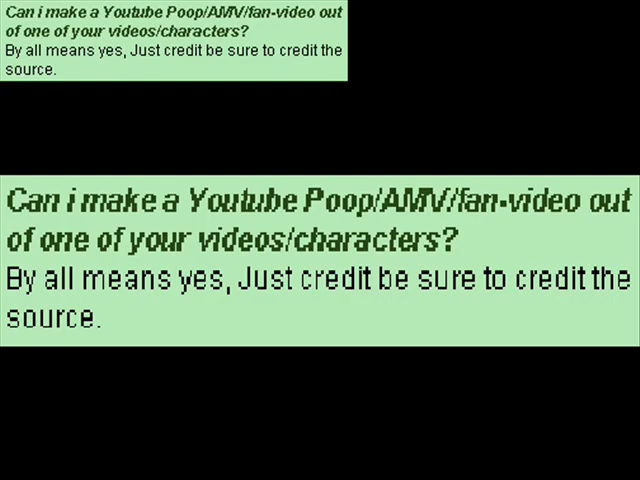 Can i make a Youtube Poop/AMV/fan-video out
of one of your videos/characters?
By all means yes, Just credit be sure to credit the
source.
Can i make a Youtube Poop/AMV/fan-video out
of one of your videos/characters?
By all means yes, Just credit be sure to credit the
source.